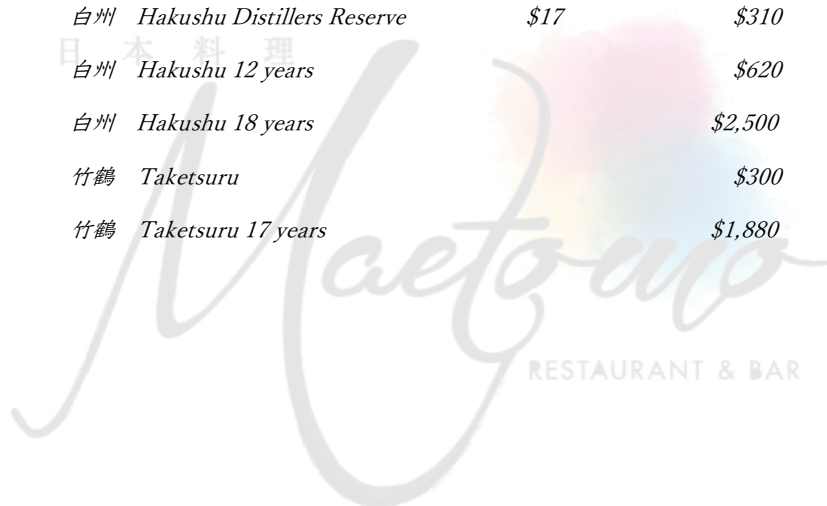 白州 Hakushu Distillers Reserve $17 $310
日本料理
白州 Hakushu 12 years $620
白州 Hakushu 18 years $2,500
竹鶴 Taketsuru $300
竹鶴 Taketsuru 17 years $1,880
Maetomo
RESTAURANT & BAR